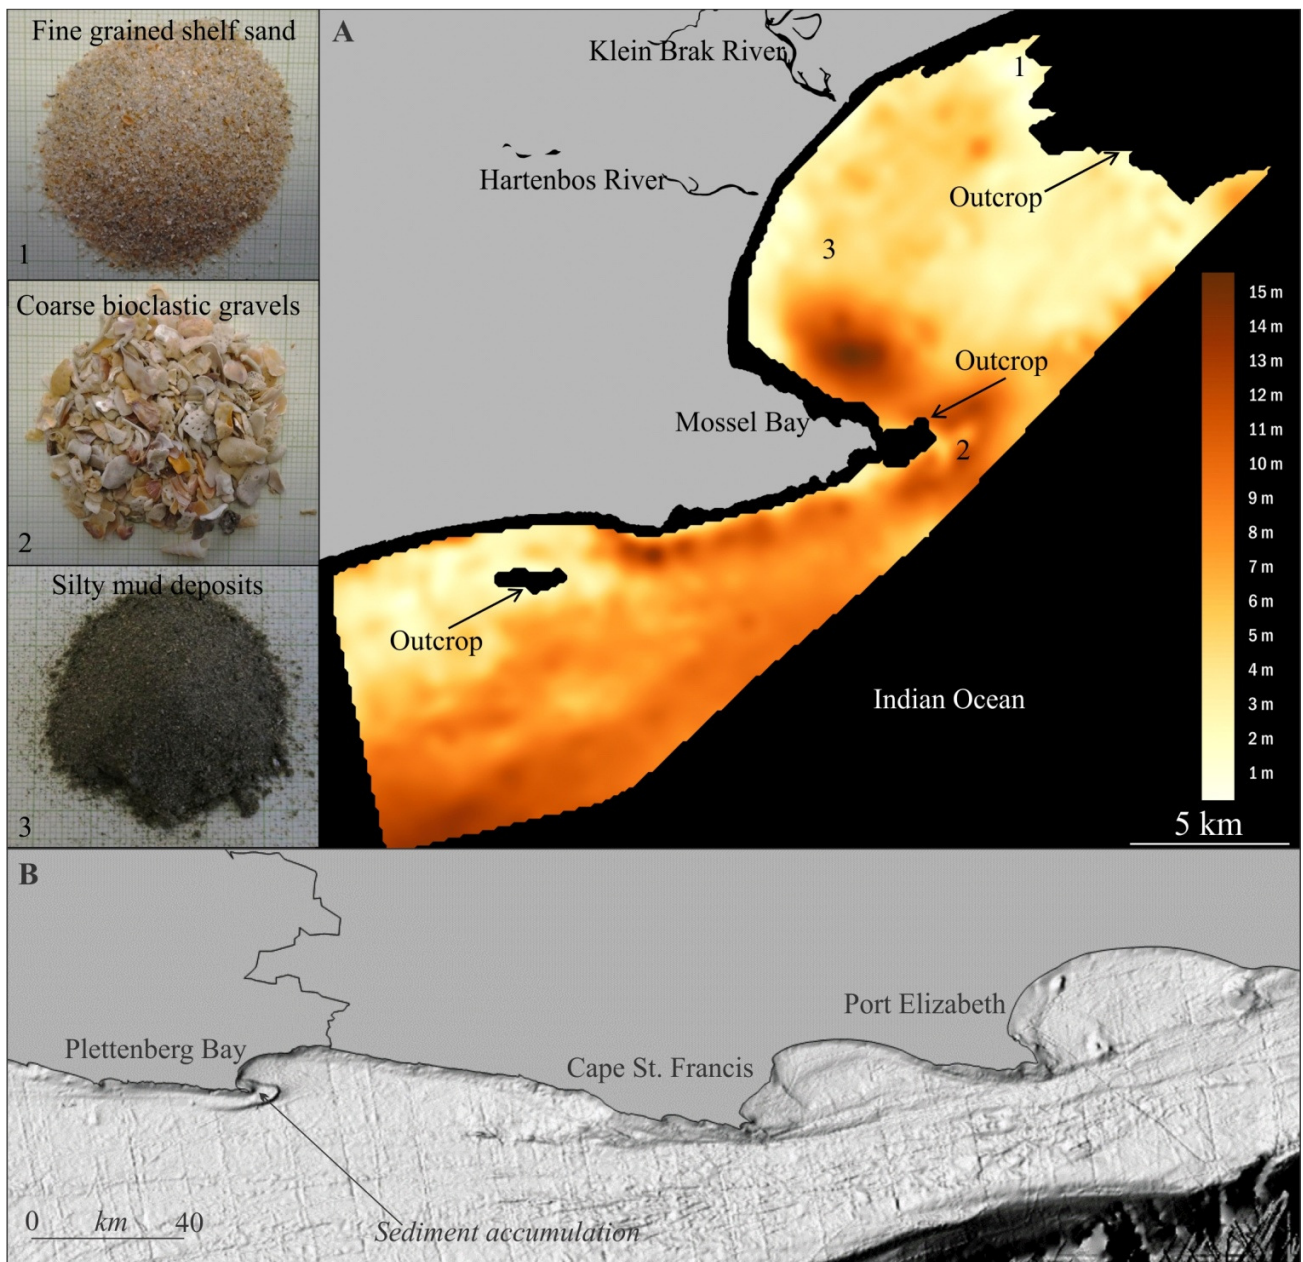 Fine grained shelf sand
1
Coarse bioclastic gravels
2
Silty mud deposits
3
A
Klein Brak River
1
Hartenbos River
Outcrop
3
15 m
14 m
13 m
12 m
11 m
10 m
9 m
8 m
7 m
6 m
5 m
4 m
3 m
2 m
1 m
Outcrop
Mossel Bay
2
Outcrop
Indian Ocean
5 km
B
Port Elizabeth
Plettenberg Bay
Cape St. Francis
0 km 40
Sediment accumulation